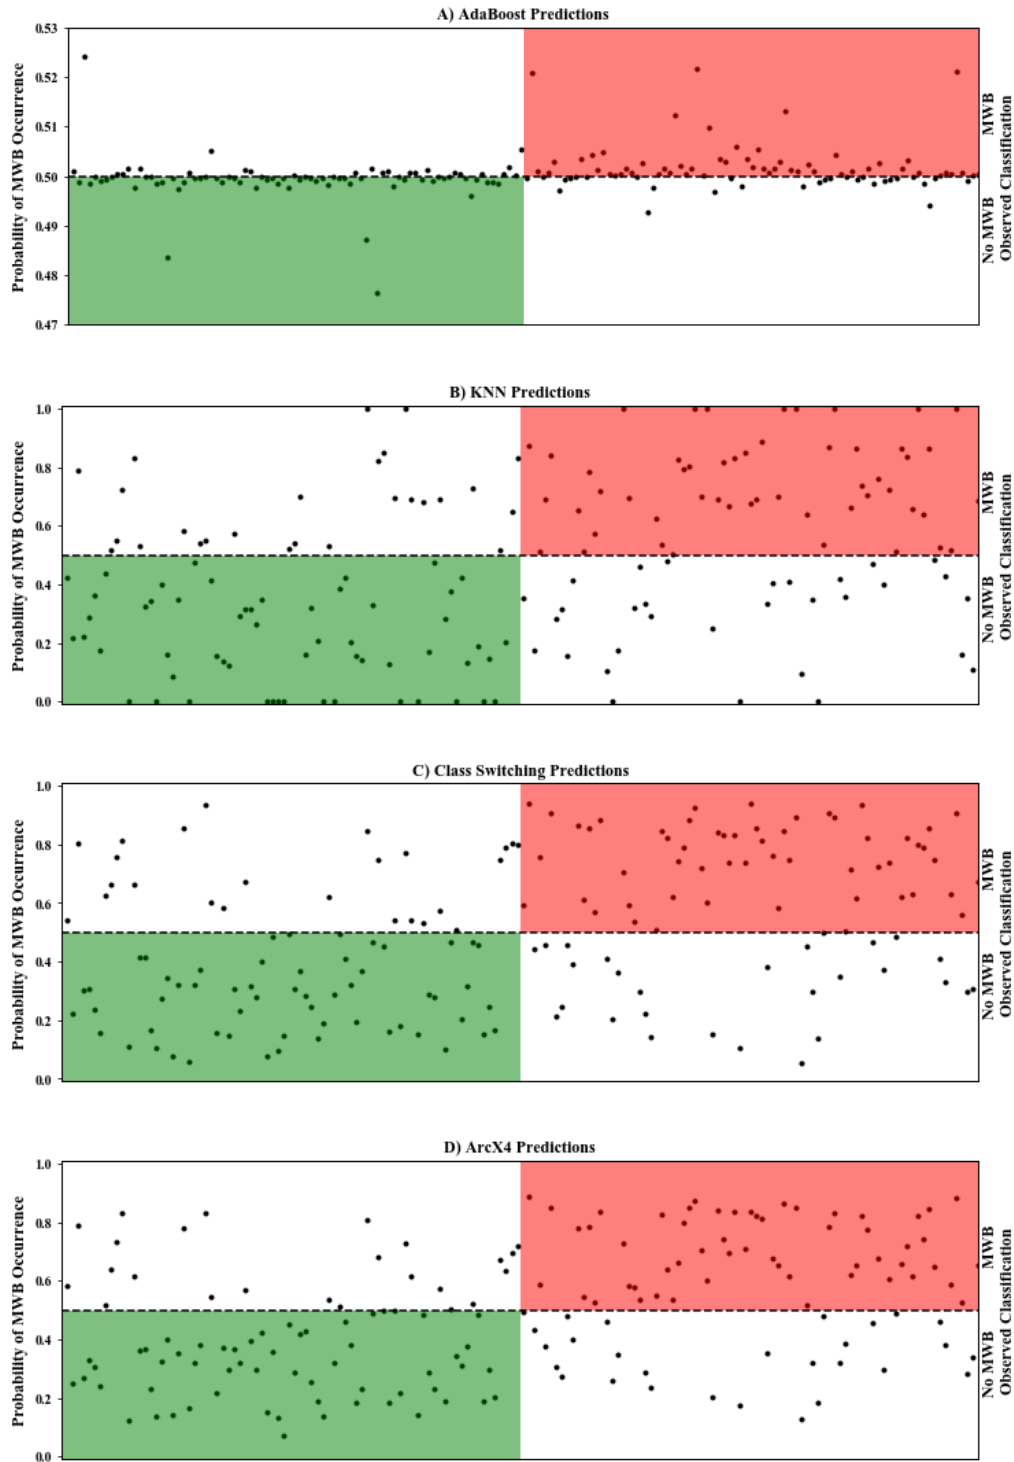 A) AdaBoost Predictions
Probability of MWB Occurrence
0.53
0.52
0.51
0.50
0.49
0.48
0.47
No MWB MWB
Observed Classification
B) KNN Predictions
Probability of MWB Occurrence
1.0
0.8
0.6
0.4
0.2
0.0
No MWB MWB
Observed Classification
C) Class Switching Predictions
Probability of MWB Occurrence
1.0
0.8
0.6
0.4
0.2
0.0
No MWB MWB
Observed Classification
D) ArcX4 Predictions
Probability of MWB Occurrence
1.0
0.8
0.6
0.4
0.2
0.0
No MWB MWB
Observed Classification